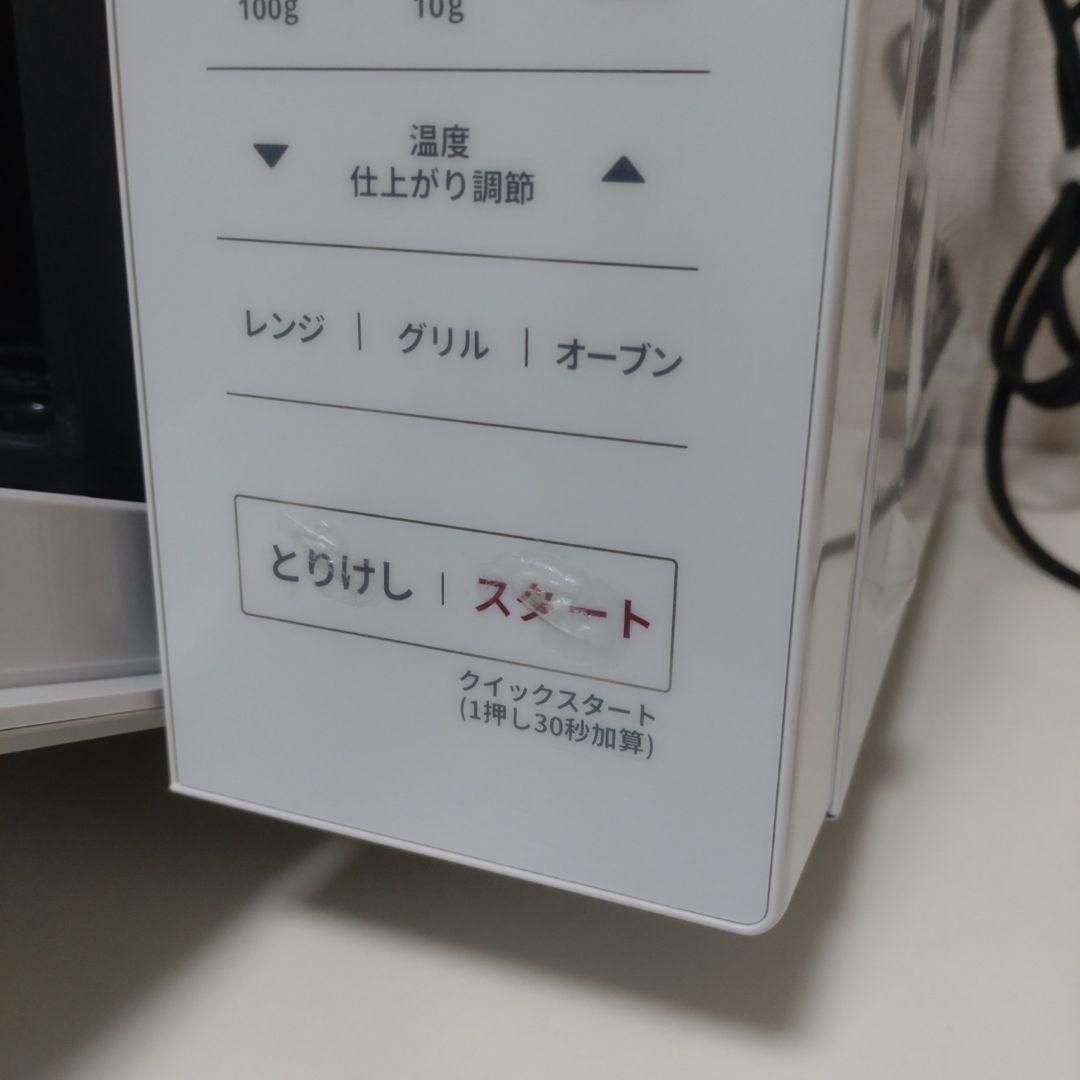 100g 10g
▼ 温度 ▲
仕上がり調節
レンジ | グリル | オーブン
とりけし | スタート
クイックスタート
(1押し30秒加算)